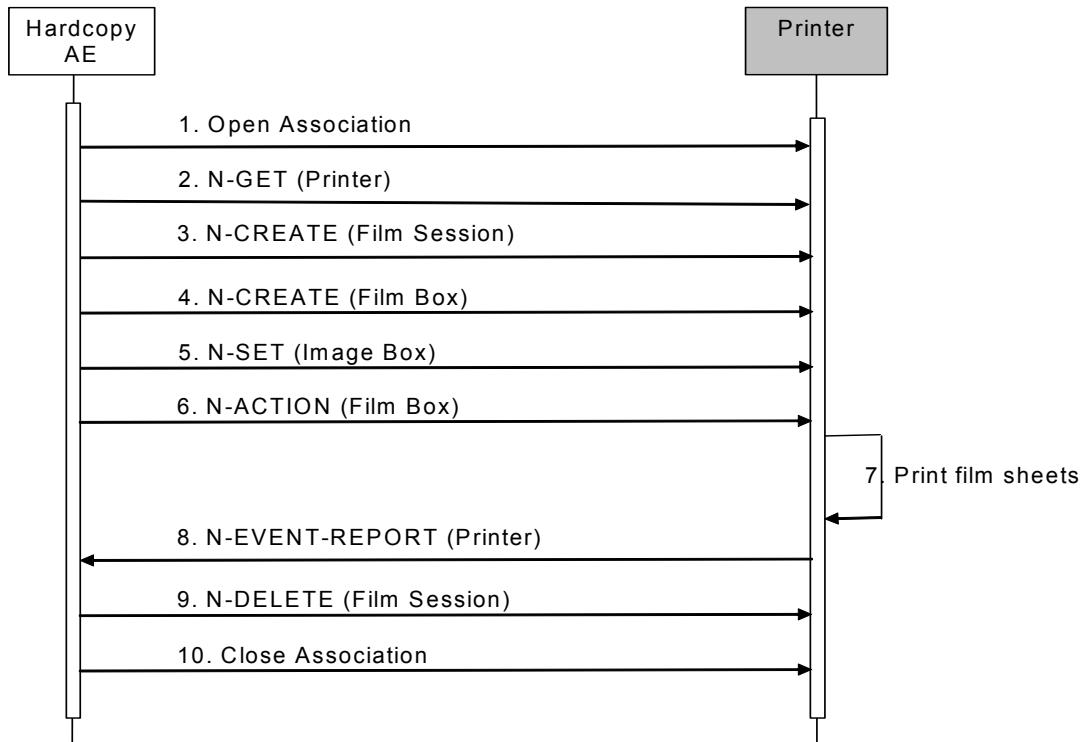 Hardcopy
AE
Printer
1. Open Association
2. N-GET (Printer)
3. N-CREATE (Film Session)
4. N-CREATE (Film Box)
5. N-SET (Image Box)
6. N-ACTION (Film Box)
7. Print film sheets
8. N-EVENT-REPORT (Printer)
9. N-DELETE (Film Session)
10. Close Association